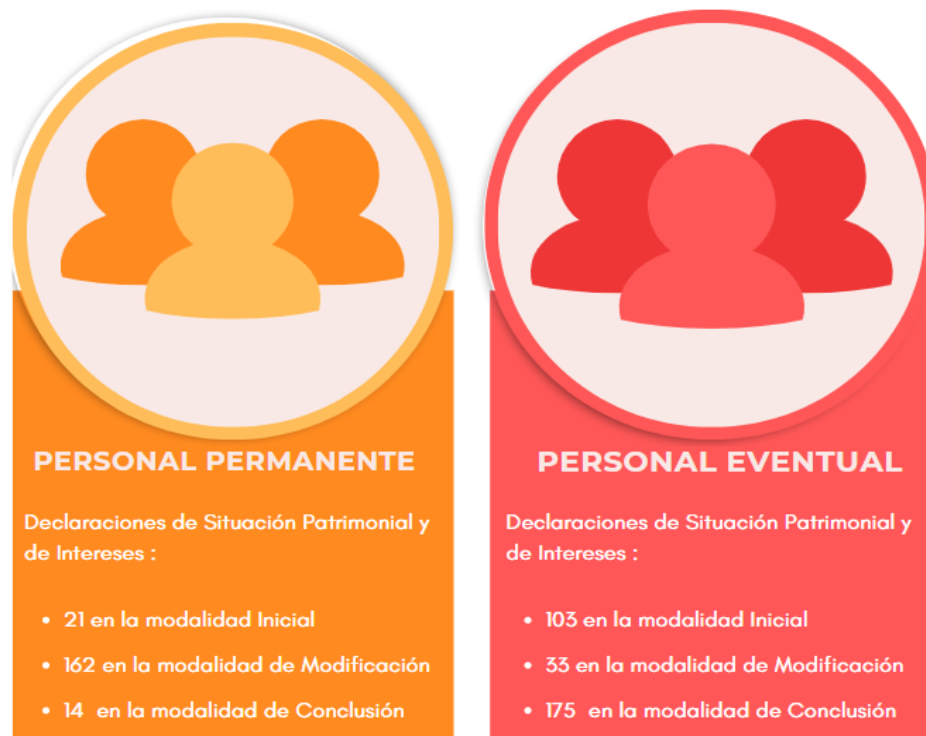 PERSONAL PERMANENTE
Declaraciones de Situación Patrimonial y
de Intereses :
• 21 en la modalidad Inicial
• 162 en la modalidad de Modificación
• 14 en la modalidad de Conclusión
PERSONAL EVENTUAL
Declaraciones de Situación Patrimonial y
de Intereses :
• 103 en la modalidad Inicial
• 33 en la modalidad de Modificación
• 175 en la modalidad de Conclusión